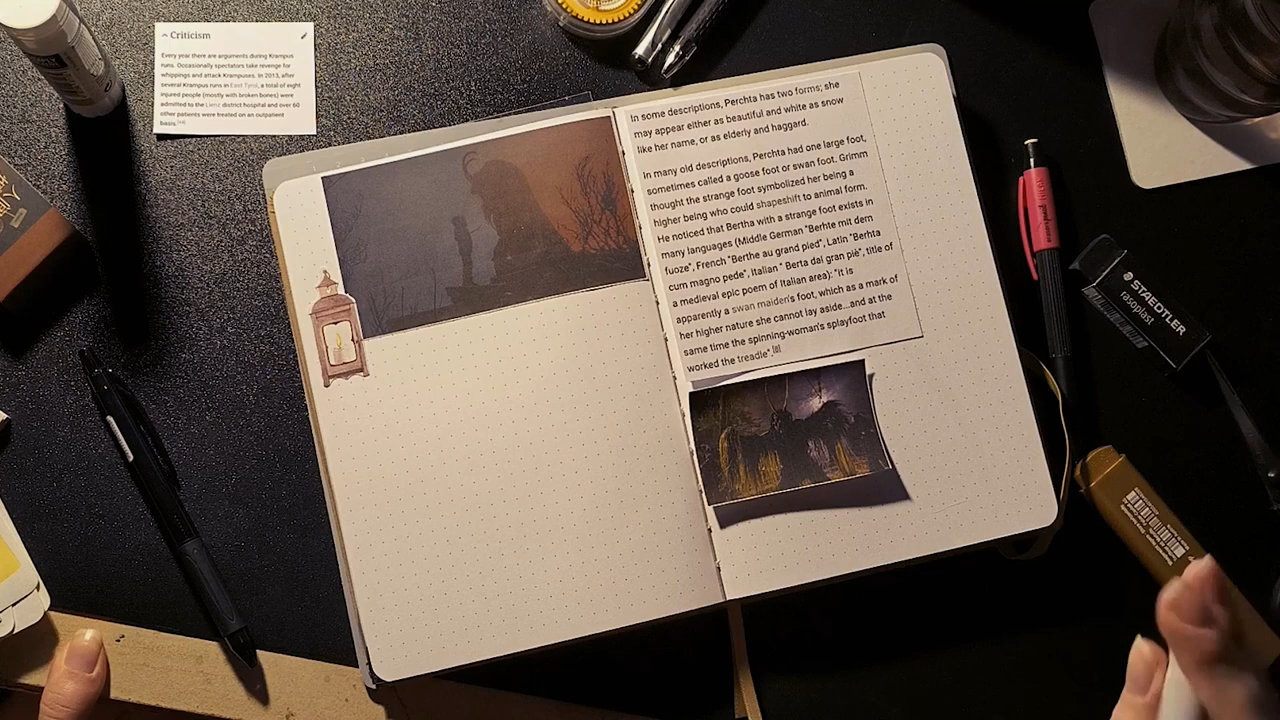 Criticism
Every year there are arguments during Krampus
runs. Occasionally spectators take revenge for
whippings and attack Krampuses. In 2013, after
several Krampus runs in East Tyrol, a total of eight
injured people (mostly with broken bones) were
admitted to the Lienz district hospital and over 60
other patients were treated on an outpatient
basis.
In some descriptions, Perchta has two forms; she
may appear either as beautiful and white as snow
like her name, or as elderly and haggard.
In many old descriptions, Perchta had one large foot,
sometimes called a goose foot or swan foot. Grimm
thought the strange foot symbolized her being a
higher being who could shapeshift to animal form.
He noticed that Bertha with a strange foot exists in
many languages (Middle German "Berhte mit dem
fuoze", French "Berthe au grand pied", Latin "Berhta
cum magno pede", Italian " Berta dal gran piè", title of
a medieval epic poem of Italian area): "It is
apparently a swan maiden's foot, which as a mark of
her higher nature she cannot lay aside...and at the
same time the spinning-woman's splayfoot that
worked the treadle".[8]
STAEDTLER
rasoplast